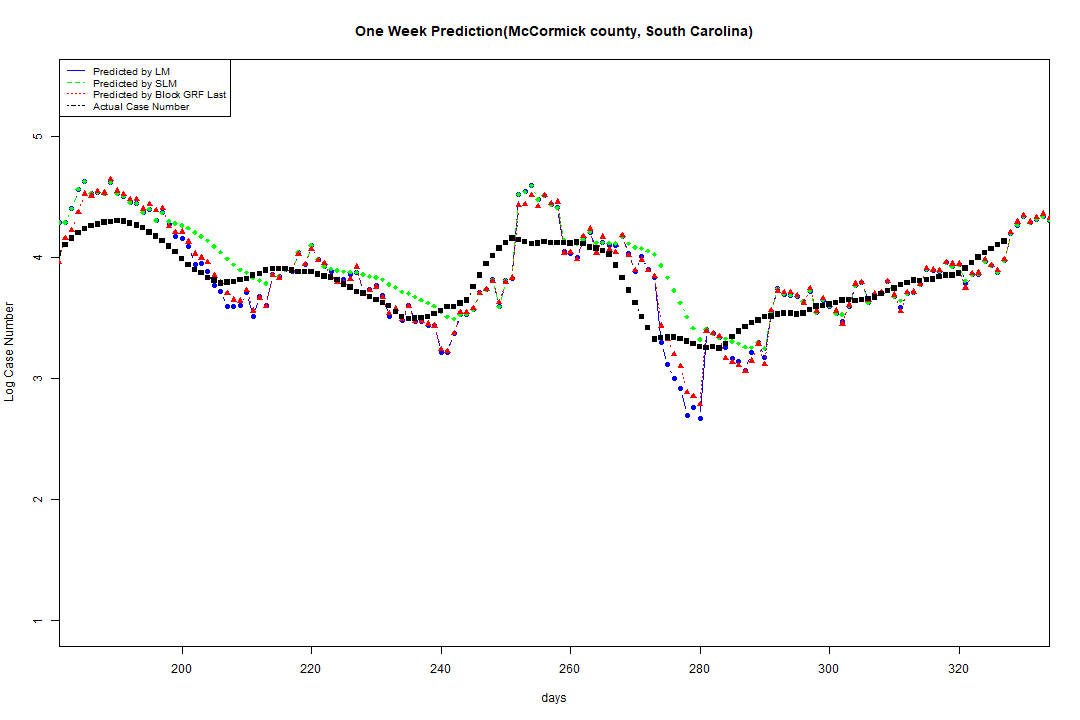 One Week Prediction(McCormick county, South Carolina)
Predicted by LM
Predicted by SLM
Predicted by Block GRF Last
Actual Case Number
5
4
3
2
1
Log Case Number
200 220 240 260 280 300 320
days